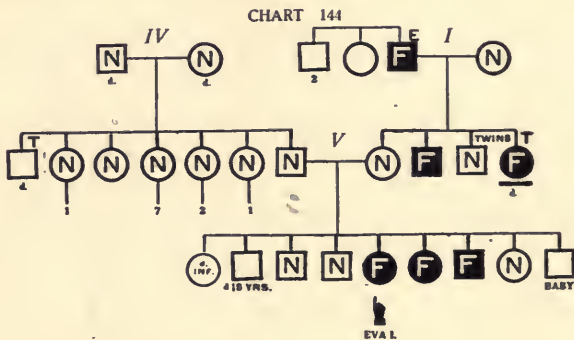 CHART 144
IV E I
N N F N
d. d. 2
T V TWINS T
N N N N N N N F N F
d. 1 7 2 1 d.
d. INF. N N F F F N
d 18 YRS. BABY
EVA I.